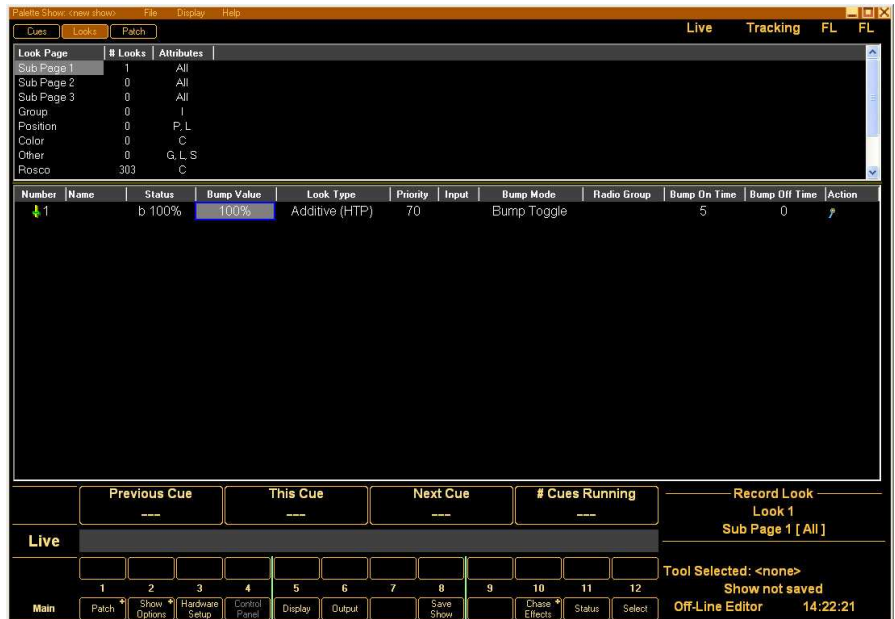 Palette Show: <new show> File Display Help
Cues Looks Patch Live Tracking FL FL
Look Page # Looks Attributes
Sub Page 1 1 All
Sub Page 2 0 All
Sub Page 3 0 All
Group 0 I
Position 0 P, L
Color 0 C
Other 0 G, L, S
Rosco 303 C
Number Name Status Bump Value Look Type Priority Input Bump Mode Radio Group Bump On Time Bump Off Time Action
1 b 100% 100% Additive (HTP) 70 Bump Toggle 5 0
Previous Cue This Cue Next Cue # Cues Running
--- --- --- ---
Record Look
Look 1
Sub Page 1 [ All ]
Live
Tool Selected: <none>
Show not saved
Off-Line Editor 14:22:21
1 2 3 4 5 6 7 8 9 10 11 12
Main Patch + Show Options + Hardware Setup Control Panel Display Output Save Show Chase Effects + Status Select